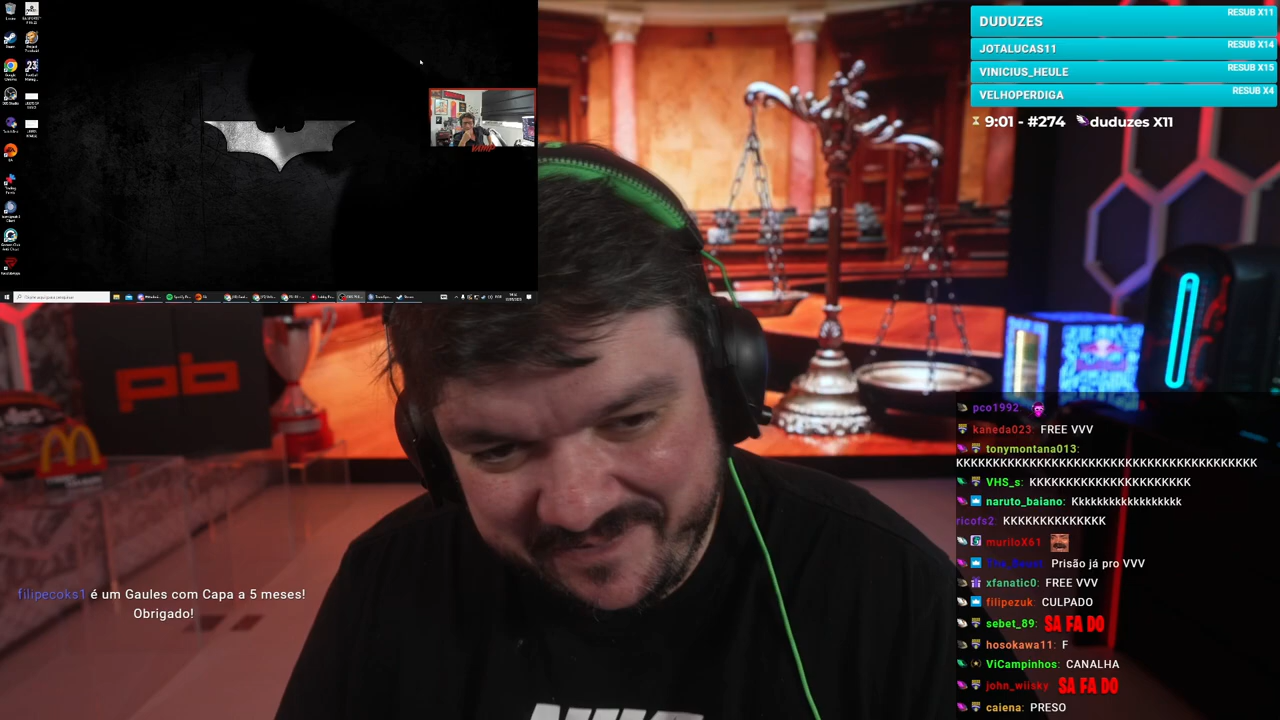 DUDUZES
RESUB X11
JOTALUCAS11
RESUB X14
VINICIUS_HEULE
RESUB X15
VELHOPERDIGA
RESUB X4
9:01 - #274
duduzes X11
pb
pco1992
kaneda023: FREE VVV
tonymontana013:
KKKKKKKKKKKKKKKKKKKKKKKKKKKKKKKKKKKKKKKKK
VHS_s: KKKKKKKKKKKKKKKKKKKKKK
naruto_baiano: Kkkkkkkkkkkkkkkkkk
ricofs2: KKKKKKKKKKKKKK
muriloX61
Prisão já pro VVV
xfanatic0: FREE VVV
filipezuk: CULPADO
sebet_89: SA FA DO
hosokawa11: F
ViCampinhos: CANALHA
john_wiisky: SA FA DO
caiena: PRESO
filipecoks1 é um Gaules com Capa a 5 meses!
Obrigado!